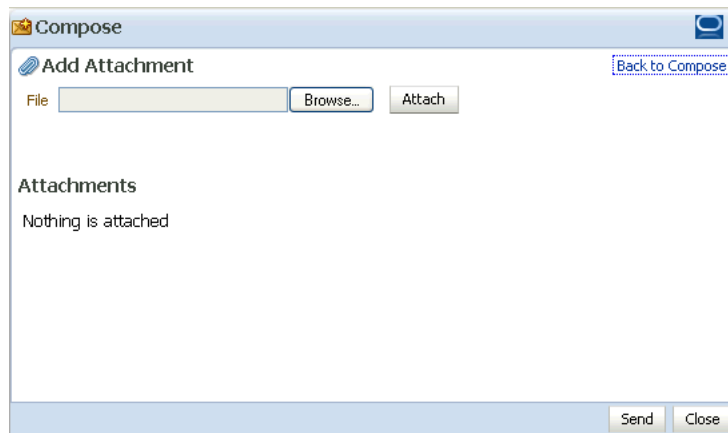 Compose
Add Attachment Back to Compose
File Browse... Attach
Attachments
Nothing is attached
Send Close